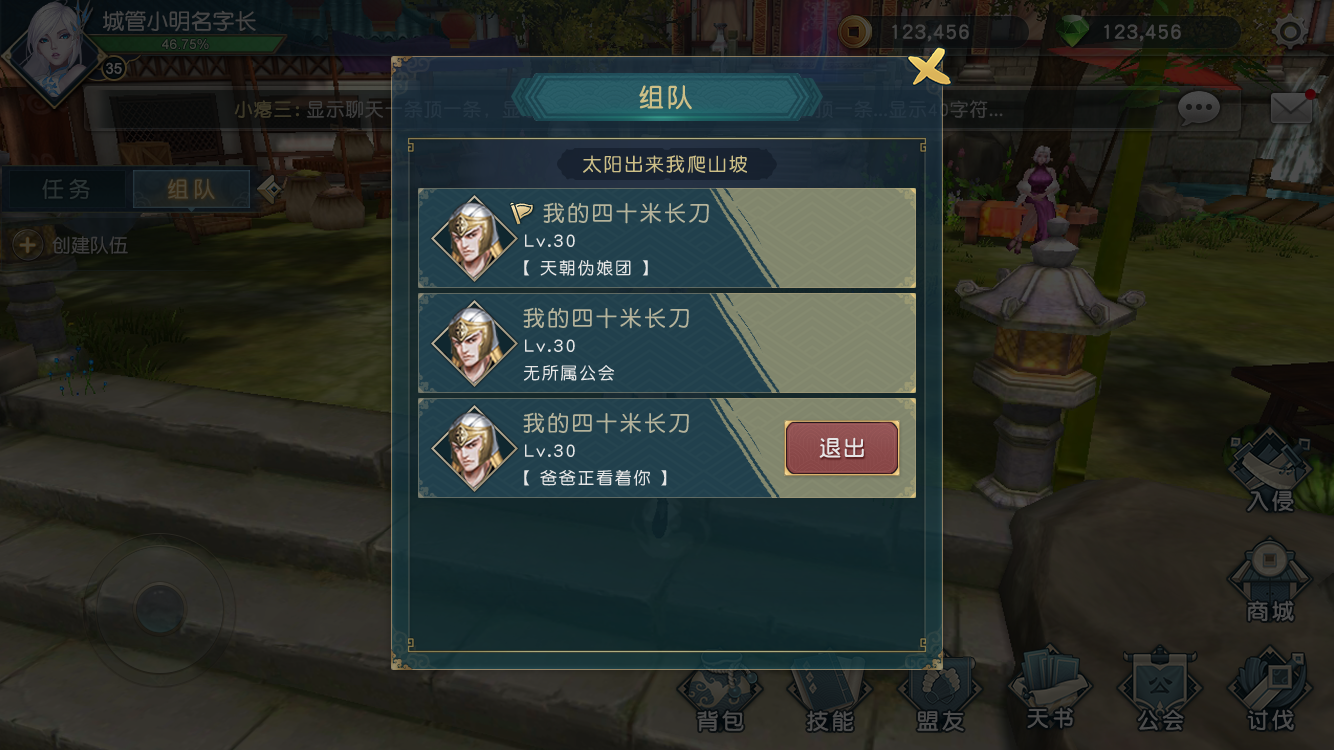 城管小明名字长
46.75%
35
123,456
123,456
小瘪三: 显示聊天一条顶一条，显
顶一条...显示40字符...
组队
太阳出来我爬山坡
任务
组队
创建队伍
我的四十米长刀
Lv.30
【 天朝伪娘团 】
我的四十米长刀
Lv.30
无所属公会
我的四十米长刀
Lv.30
【 爸爸正看着你 】
退出
入侵
商城
背包
技能
盟友
天书
公会
讨伐